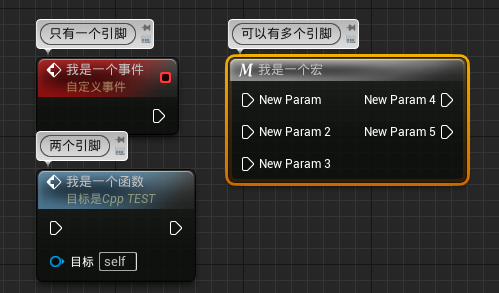 只有一个引脚
我是一个事件
自定义事件
两个引脚
我是一个函数
目标是Cpp TEST
目标 self
可以有多个引脚
M 我是一个宏
New Param New Param 4
New Param 2 New Param 5
New Param 3